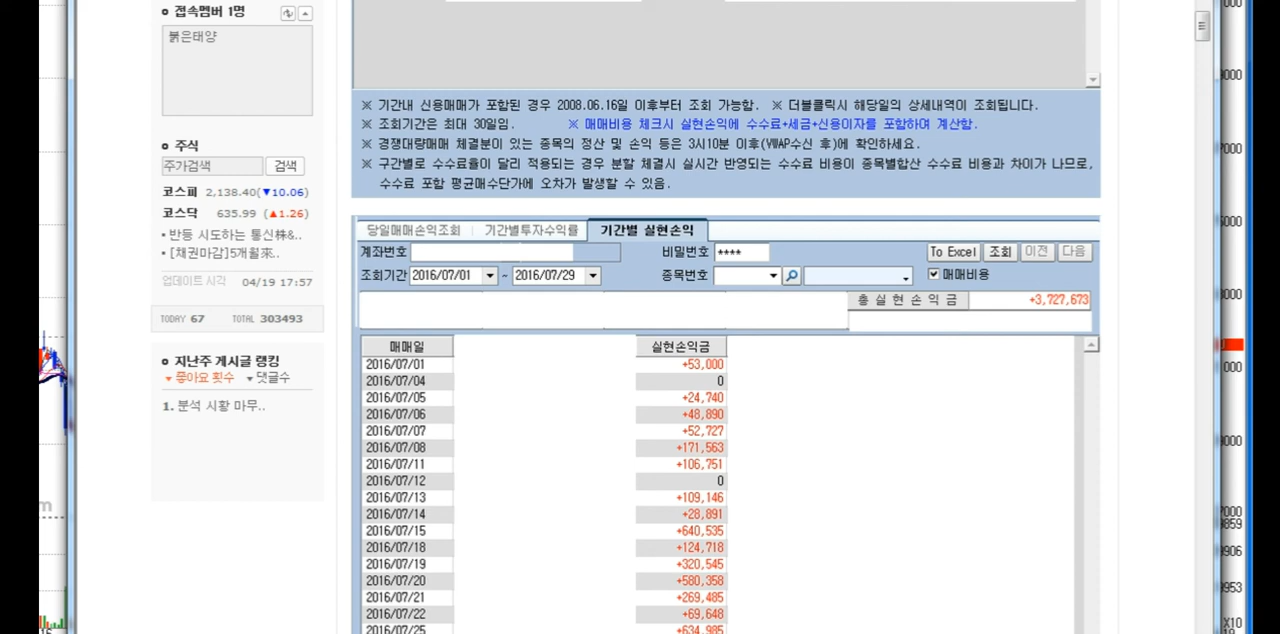 접속멤버 1명
붉은태양
주식
주가검색 검색
코스피 2,138.40(▼10.06)
코스닥 635.99 (▲1.26)
반등 시도하는 통신株&..
[채권마감]5개월來..
업데이트 시각 04/19 17:57
TODAY 67 TOTAL 303493
지난주 게시글 랭킹
▾ 좋아요 횟수 ▾ 댓글수
1. 분석 시황 마무..
※ 기간내 신용매매가 포함된 경우 2008.06.16일 이후부터 조회 가능함. ※ 더블클릭시 해당일의 상세내역이 조회됩니다.
※ 조회기간은 최대 30일임. ※ 매매비용 체크시 실현손익에 수수료+세금+신용이자를 포함하여 계산함.
※ 경쟁대량매매 체결분이 있는 종목의 정산 및 손익 등은 3시10분 이후(VWAP수신 후)에 확인하세요.
※ 구간별로 수수료율이 달리 적용되는 경우 분할 체결시 실시간 반영되는 수수료 비용이 종목별합산 수수료 비용과 차이가 나므로,
수수료 포함 평균매수단가에 오차가 발생할 수 있음.
당일매매손익조회 기간별투자수익률 기간별 실현손익
계좌번호 비밀번호 **** To Excel 조회 이전 다음
조회기간 2016/07/01 ~ 2016/07/29 종목번호 매매비용
총 실 현 손 익 금 +3,727,673
매매일 실현손익금
2016/07/01 +53,000
2016/07/04 0
2016/07/05 +24,740
2016/07/06 +48,890
2016/07/07 +52,727
2016/07/08 +171,563
2016/07/11 +106,751
2016/07/12 0
2016/07/13 +109,146
2016/07/14 +28,891
2016/07/15 +640,535
2016/07/18 +124,718
2016/07/19 +320,545
2016/07/20 +580,358
2016/07/21 +269,485
2016/07/22 +69,648
2016/07/25 +634,985